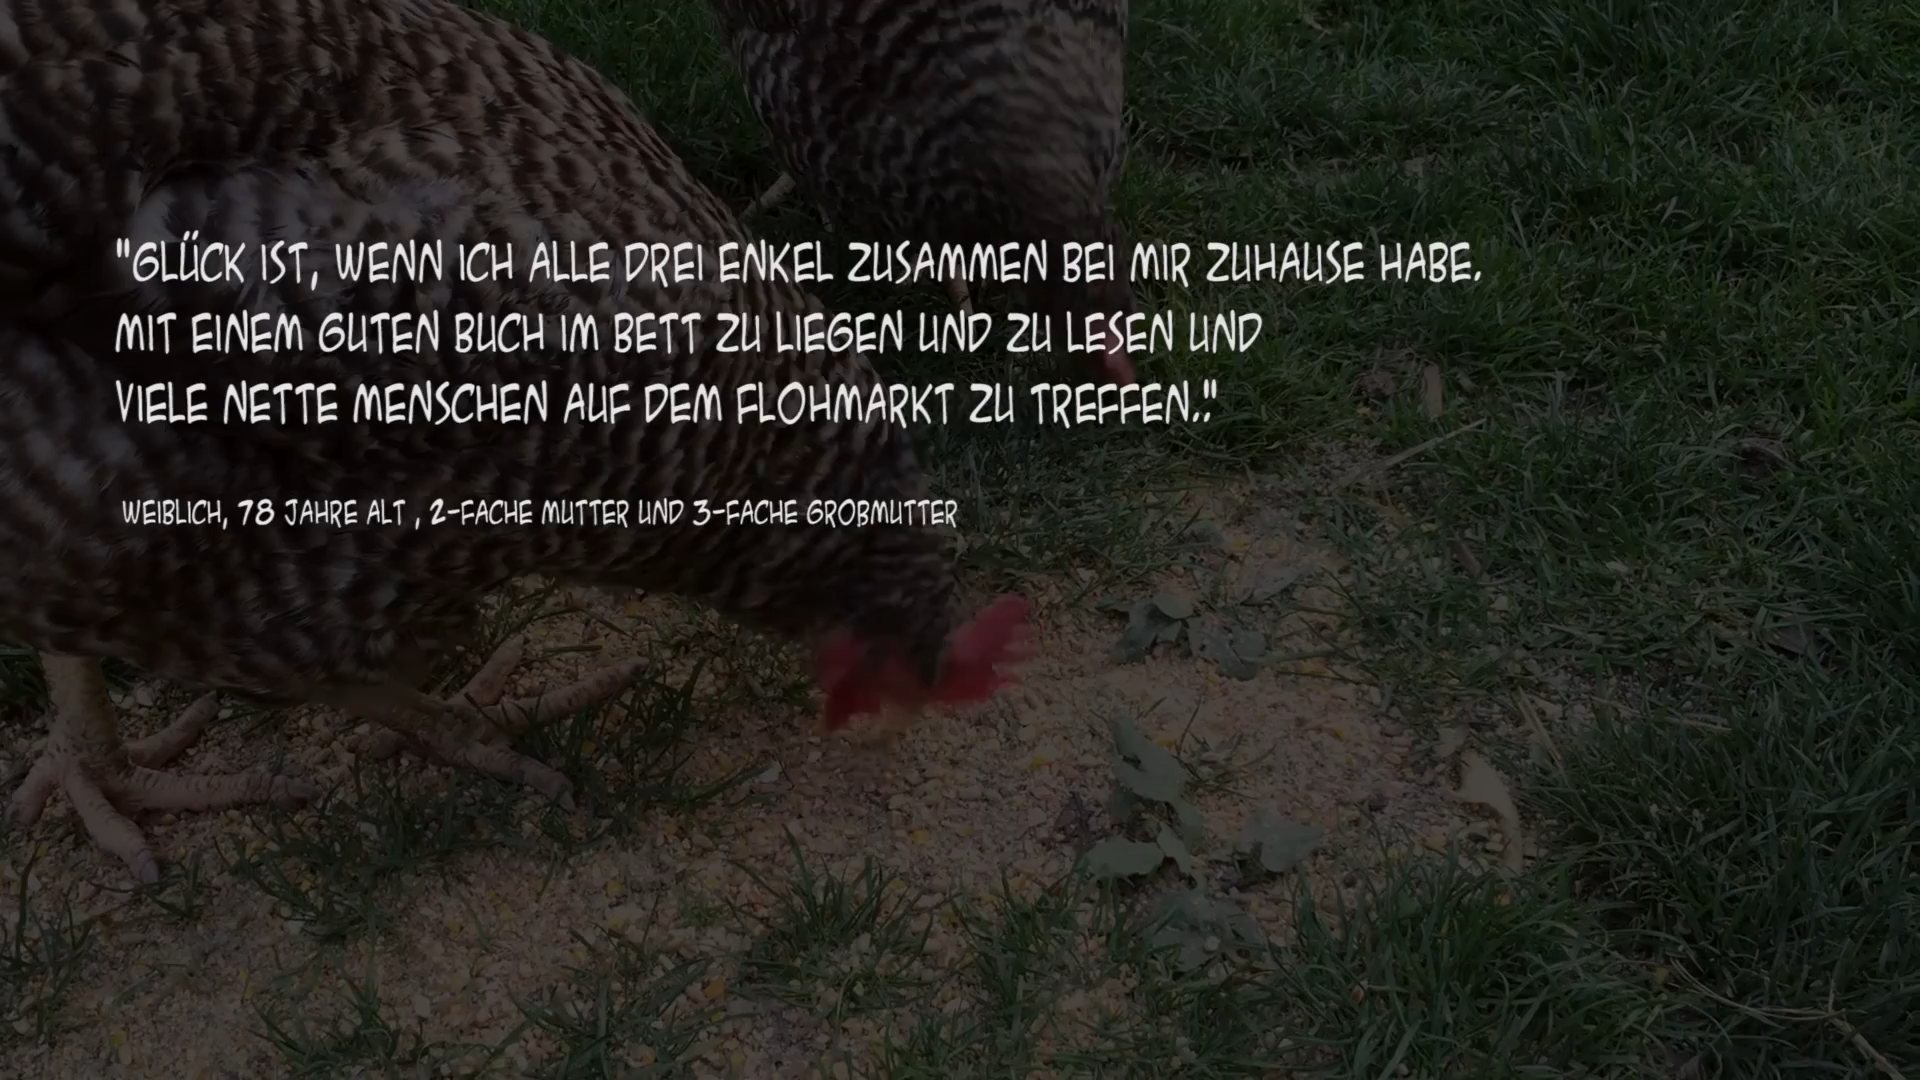 "GLÜCK IST, WENN ICH ALLE DREI ENKEL ZUSAMMEN BEI MIR ZUHAUSE HABE.
MIT EINEM GUTEN BUCH IM BETT ZU LIEGEN UND ZU LESEN UND
VIELE NETTE MENSCHEN AUF DEM FLOHMARKT ZU TREFFEN.."
WEIBLICH, 78 JAHRE ALT , 2-FACHE MUTTER UND 3-FACHE GROßMUTTER